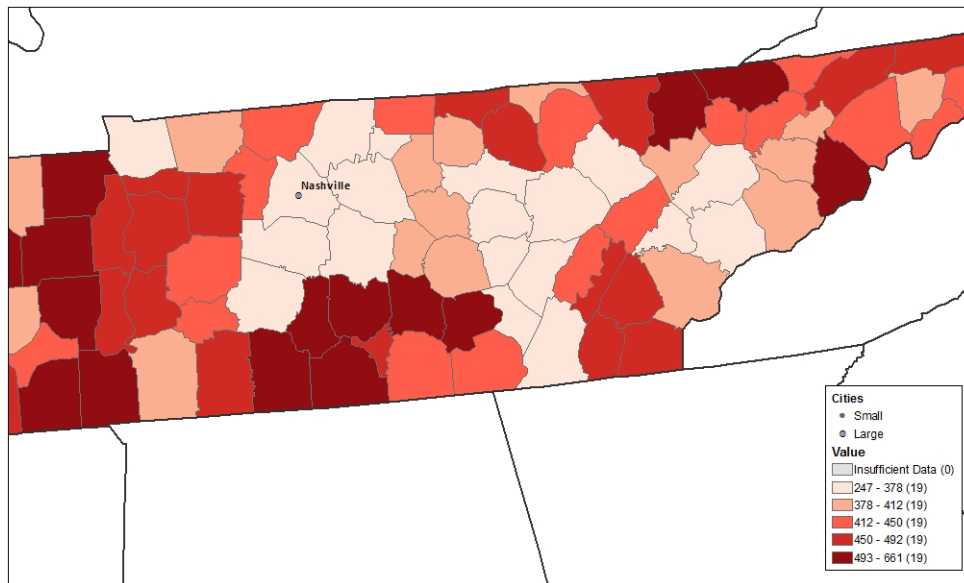 Nashville
Cities
Small
Large
Value
Insufficient Data (0)
247 - 378 (19)
378 - 412 (19)
412 - 450 (19)
450 - 492 (19)
493 - 661 (19)